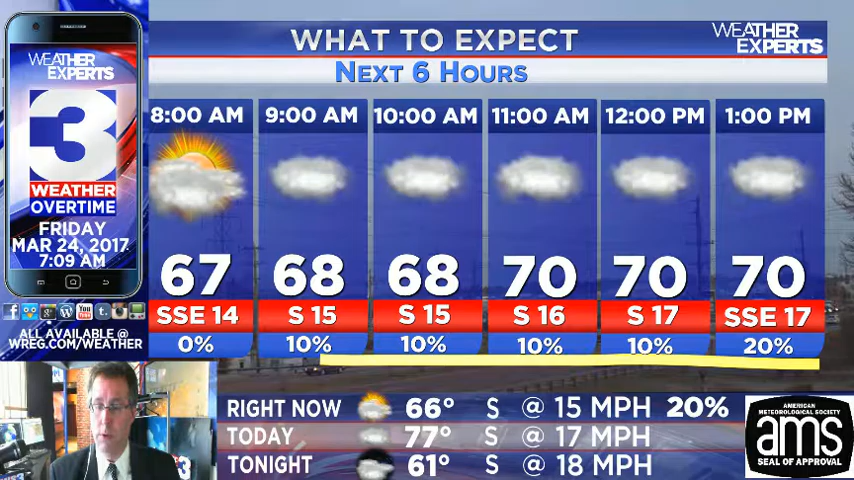 WHAT TO EXPECT
WEATHER
EXPERTS
NEXT 6 HOURS
WEATHER
EXPERTS
3
WEATHER
OVERTIME
FRIDAY
MAR 24, 2017
7:09 AM
ALL AVAILABLE @
WREG.COM/WEATHER
8:00 AM 9:00 AM 10:00 AM 11:00 AM 12:00 PM 1:00 PM
67 68 68 70 70 70
SSE 14 S 15 S 15 S 16 S 17 SSE 17
0% 10% 10% 10% 10% 20%
RIGHT NOW 66° S @ 15 MPH 20%
TODAY 77° S @ 17 MPH
TONIGHT 61° S @ 18 MPH
AMERICAN
METEOROLOGICAL SOCIETY
ams
SEAL OF APPROVAL
3